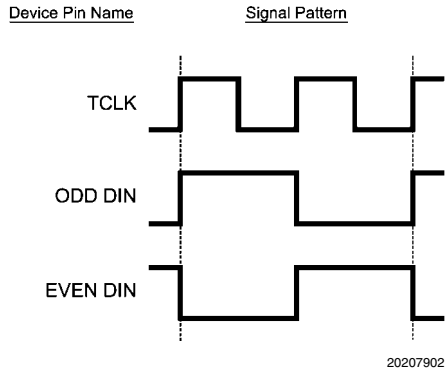 Device Pin Name Signal Pattern
TCLK
ODD DIN
EVEN DIN
20207902